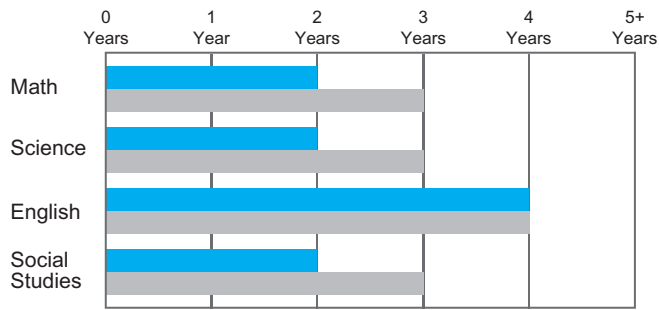 0 1 2 3 4 5+
Years Year Years Years Years Years
Math
Science
English
Social
Studies